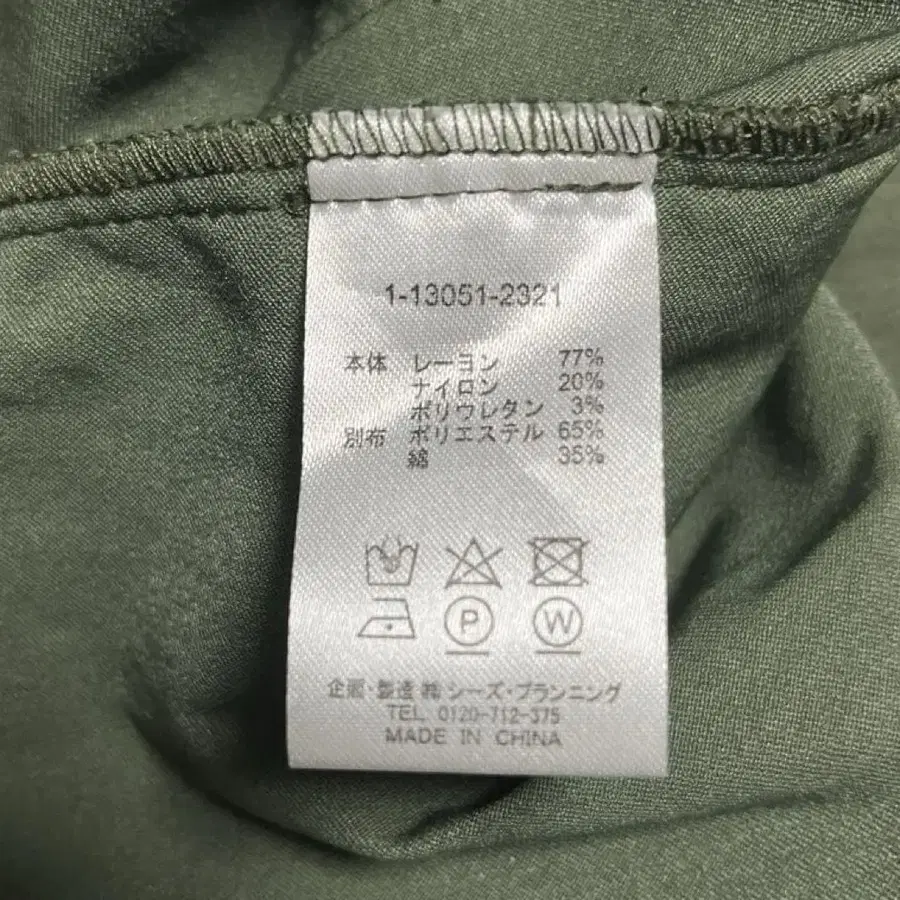 1-13051-2321
本体 レーヨン 77%
ナイロン 20%
ポリウレタン 3%
別布 ポリエステル 65%
綿 35%
P W
企画・製造 ㈱シーズ・プランニング
TEL 0120-712-375
MADE IN CHINA